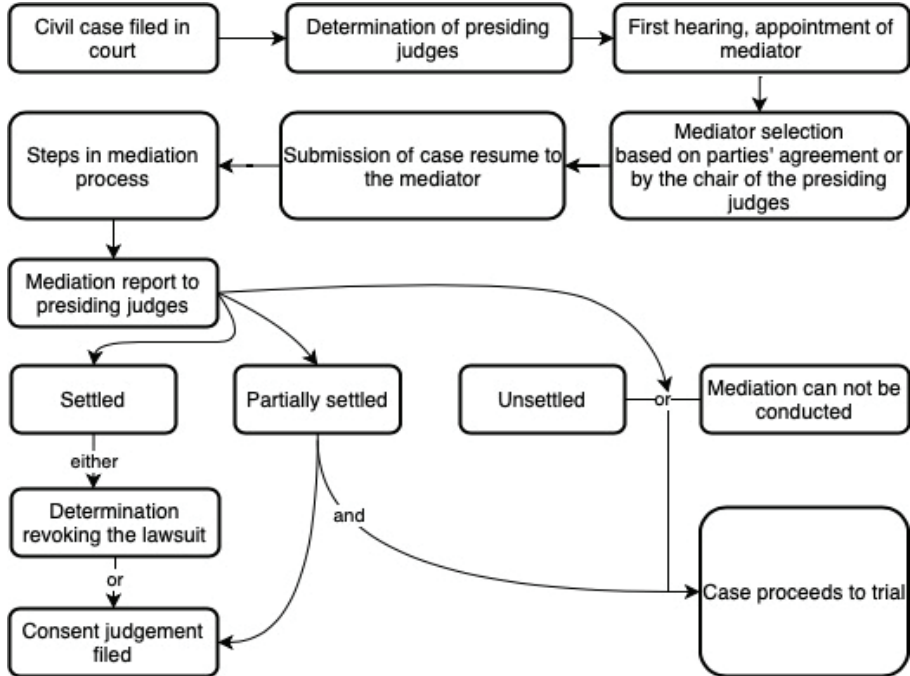 Civil case filed in
court
Determination of presiding
judges
First hearing, appointment of
mediator
Mediator selection
based on parties' agreement or
by the chair of the presiding
judges
Submission of case resume to
the mediator
Steps in mediation
process
Mediation report to
presiding judges
Settled
Partially settled
Unsettled
or
Mediation can not be
conducted
either
Determination
revoking the lawsuit
and
or
Consent judgement
filed
Case proceeds to trial